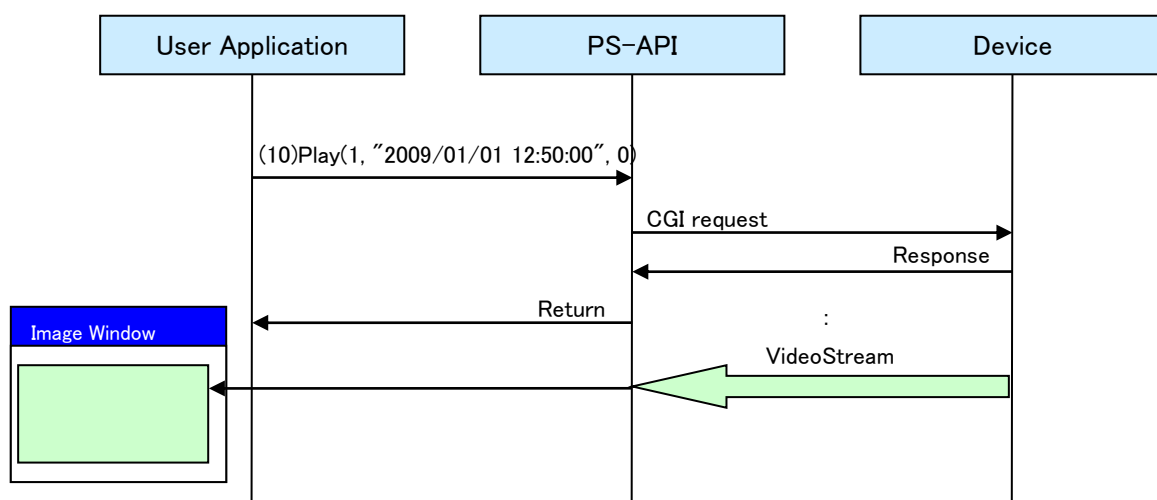 User Application
PS-API
Device
(10)Play(1, "2009/01/01 12:50:00", 0)
CGI request
Response
Return
:
Image Window
VideoStream